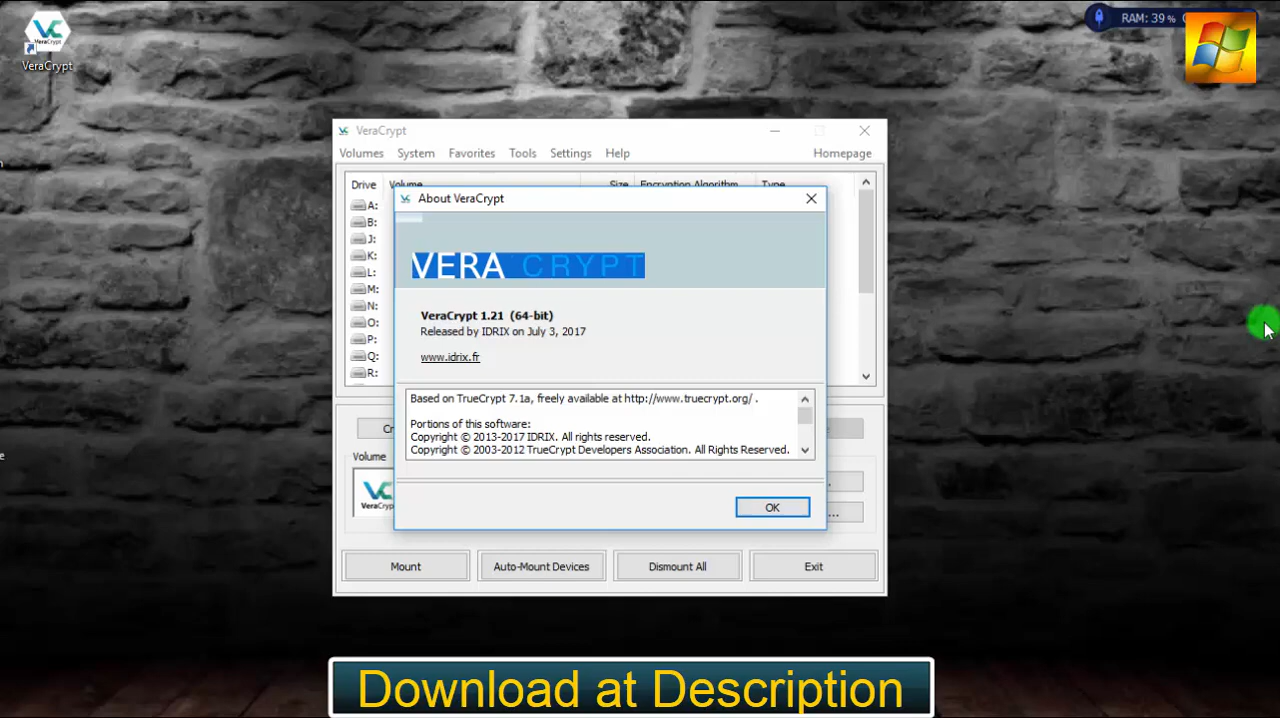 VeraCrypt
VeraCrypt
RAM: 39 %
VeraCrypt
Volumes System Favorites Tools Settings Help Homepage
Drive Volume Size Encryption Algorithm Type
A:
B:
J:
K:
L:
M:
N:
O:
P:
Q:
R:
About VeraCrypt
VERACRYPT
VeraCrypt 1.21 (64-bit)
Released by IDRIX on July 3, 2017
www.idrix.fr
Based on TrueCrypt 7.1a, freely available at http://www.truecrypt.org/ .
Portions of this software:
Copyright © 2013-2017 IDRIX. All rights reserved.
Copyright © 2003-2012 TrueCrypt Developers Association. All Rights Reserved.
OK
Volume
Mount Auto-Mount Devices Dismount All Exit
Download at Description